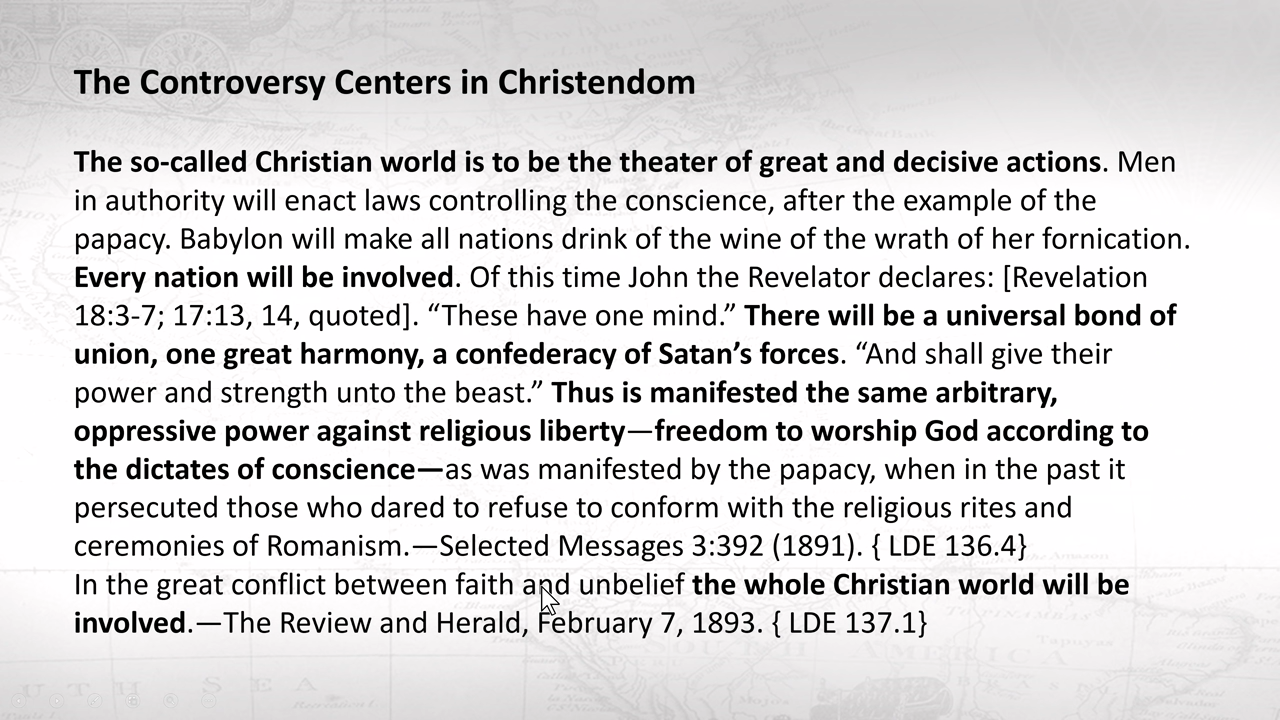 The Controversy Centers in Christendom
The so-called Christian world is to be the theater of great and decisive actions. Men
in authority will enact laws controlling the conscience, after the example of the
papacy. Babylon will make all nations drink of the wine of the wrath of her fornication.
Every nation will be involved. Of this time John the Revelator declares: [Revelation
18:3-7; 17:13, 14, quoted]. “These have one mind.” There will be a universal bond of
union, one great harmony, a confederacy of Satan’s forces. “And shall give their
power and strength unto the beast.” Thus is manifested the same arbitrary,
oppressive power against religious liberty—freedom to worship God according to
the dictates of conscience—as was manifested by the papacy, when in the past it
persecuted those who dared to refuse to conform with the religious rites and
ceremonies of Romanism.—Selected Messages 3:392 (1891). { LDE 136.4}
In the great conflict between faith and unbelief the whole Christian world will be
involved.—The Review and Herald, February 7, 1893. { LDE 137.1}